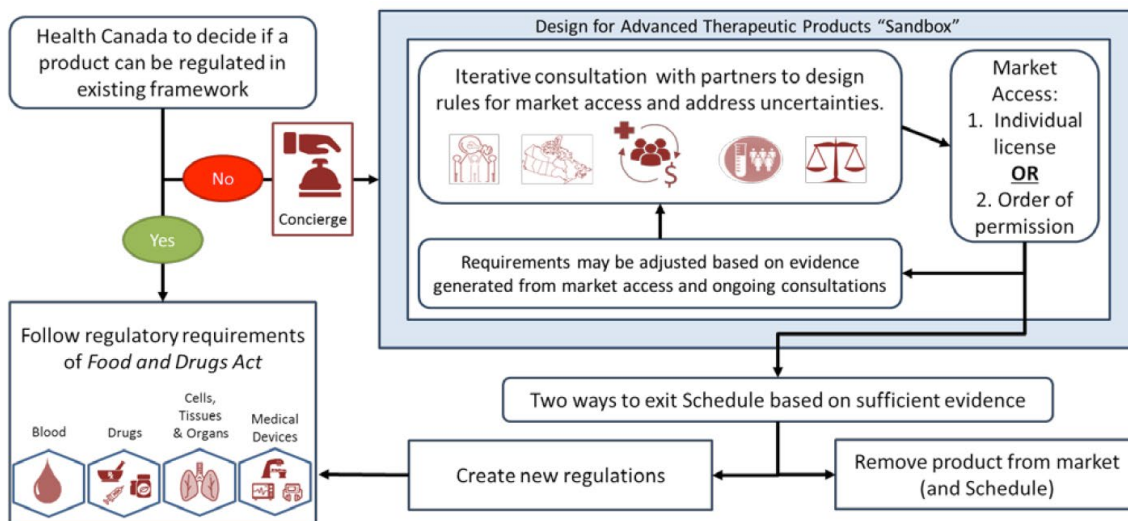 Health Canada to decide if a
product can be regulated in
existing framework
No
Concierge
Yes
Design for Advanced Therapeutic Products “Sandbox”
Iterative consultation with partners to design
rules for market access and address uncertainties.
$
Market
Access:
1. Individual
license
OR
2. Order of
permission
Requirements may be adjusted based on evidence
generated from market access and ongoing consultations
Follow regulatory requirements
of Food and Drugs Act
Blood
Drugs
Cells,
Tissues
& Organs
Medical
Devices
Two ways to exit Schedule based on sufficient evidence
Create new regulations
Remove product from market
(and Schedule)